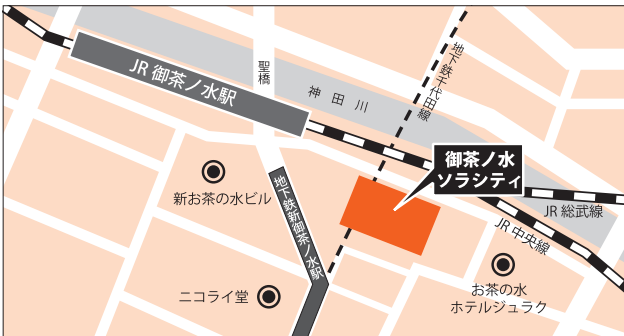 JR 御茶ノ水駅
聖橋
神田川
地下鉄千代田線
御茶ノ水
ソラシティ
新お茶の水ビル
地下鉄新御茶ノ水駅
JR 総武線
JR 中央線
ニコライ堂
お茶の水
ホテルジュラク